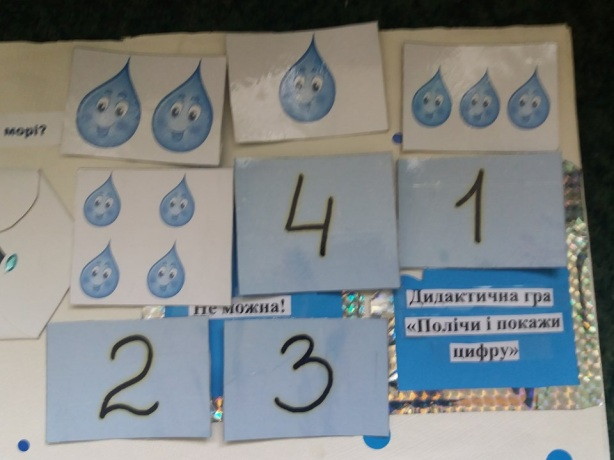 морі?
4
1
Не можна!
Дидактична гра
«Полічи і покажи
цифру»
2
3